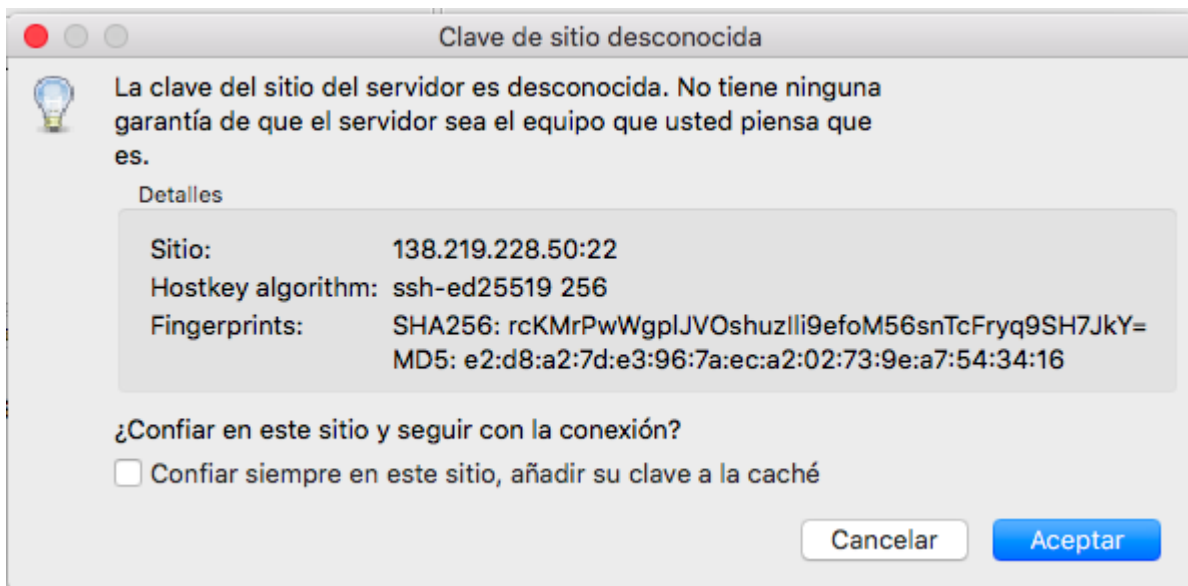 Clave de sitio desconocida
La clave del sitio del servidor es desconocida. No tiene ninguna
garantía de que el servidor sea el equipo que usted piensa que
es.
Detalles
Sitio: 138.219.228.50:22
Hostkey algorithm: ssh-ed25519 256
Fingerprints: SHA256: rcKMrPwWgplJVOshuzIli9efoM56snTcFryq9SH7JkY=
MD5: e2:d8:a2:7d:e3:96:7a:ec:a2:02:73:9e:a7:54:34:16
¿Confiar en este sitio y seguir con la conexión?
Confiar siempre en este sitio, añadir su clave a la caché
Cancelar Aceptar